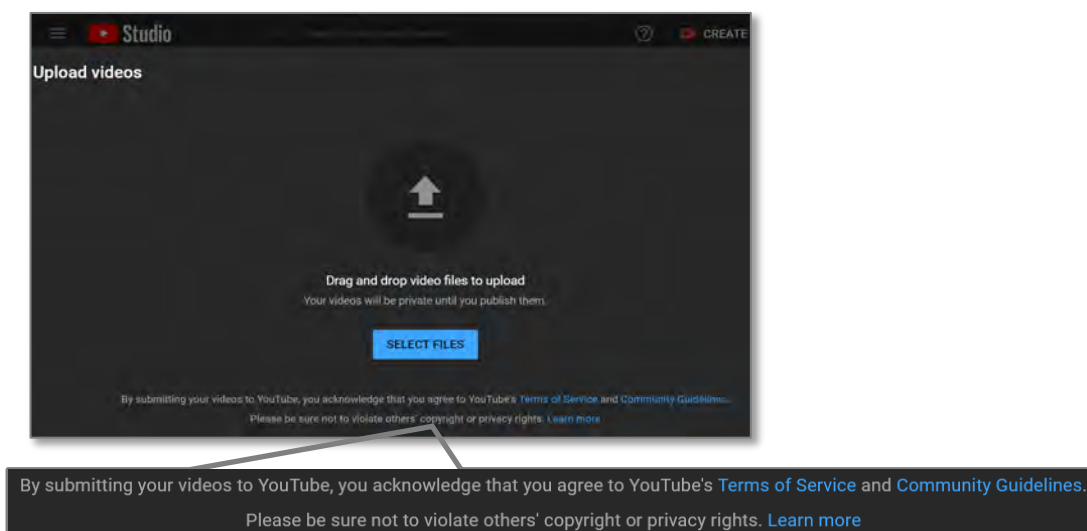 Studio
CREATE
Upload videos
Drag and drop video files to upload
Your videos will be private until you publish them.
SELECT FILES
By submitting your videos to YouTube, you acknowledge that you agree to YouTube's Terms of Service and Community Guidelines.
Please be sure not to violate others' copyright or privacy rights. Learn more
By submitting your videos to YouTube, you acknowledge that you agree to YouTube's Terms of Service and Community Guidelines.
Please be sure not to violate others' copyright or privacy rights. Learn more